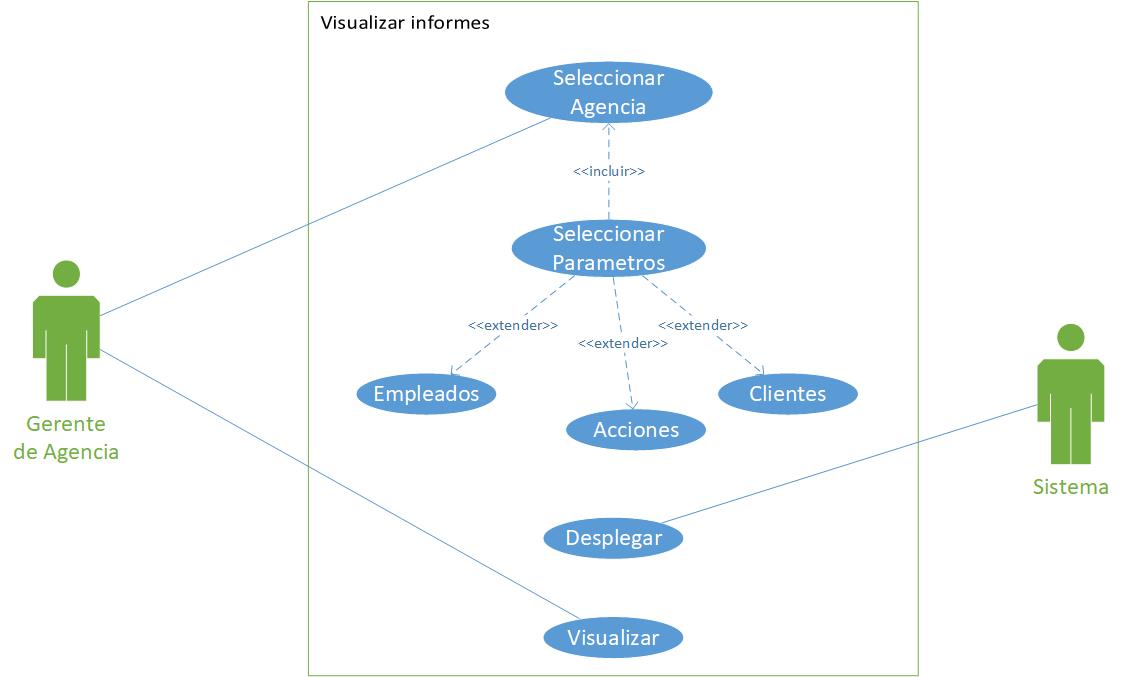 Visualizar informes
Seleccionar
Agencia
<<incluir>>
Seleccionar
Parametros
<<extender>>
<<extender>>
<<extender>>
Empleados
Acciones
Clientes
Gerente
de Agencia
Sistema
Desplegar
Visualizar